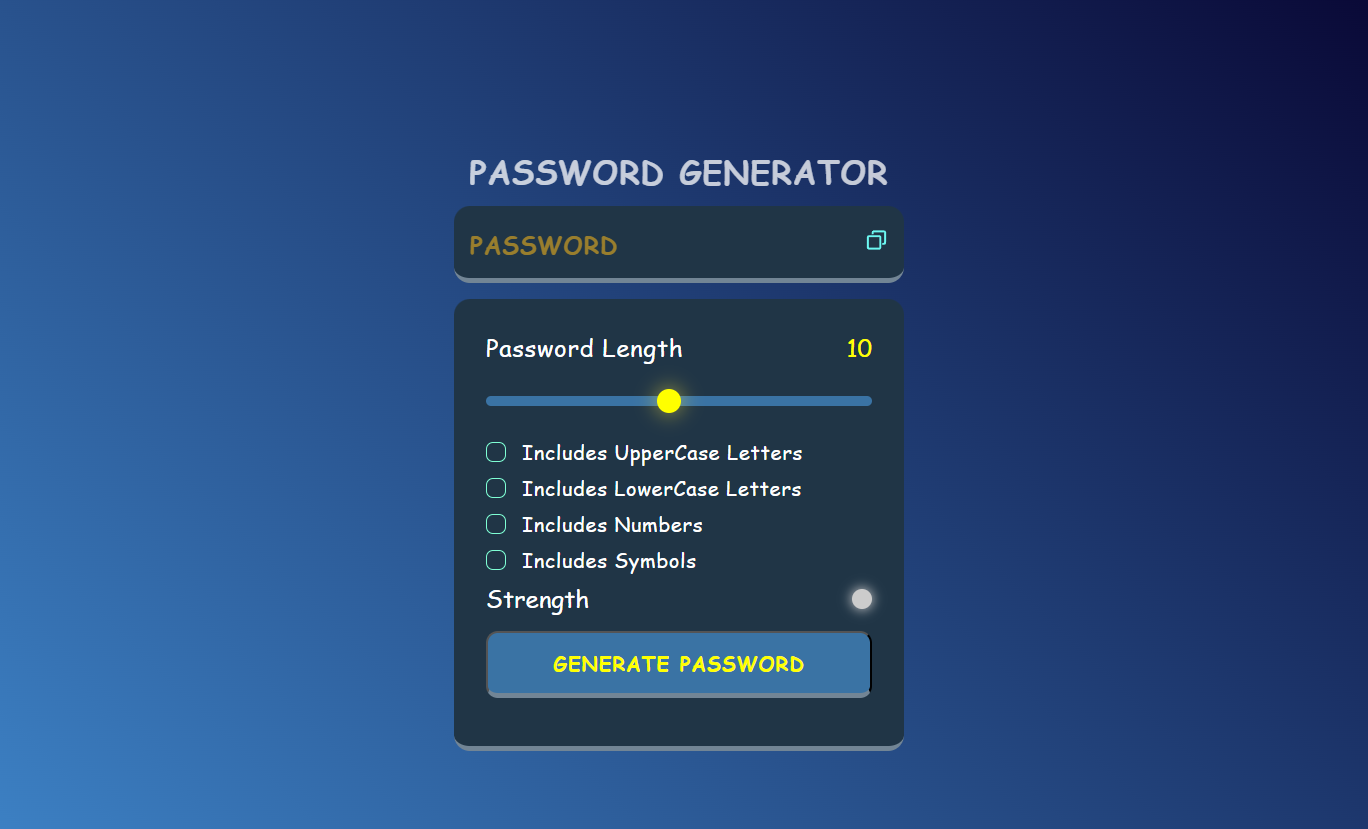 PASSWORD GENERATOR
PASSWORD
Password Length 10
Includes UpperCase Letters
Includes LowerCase Letters
Includes Numbers
Includes Symbols
Strength
GENERATE PASSWORD